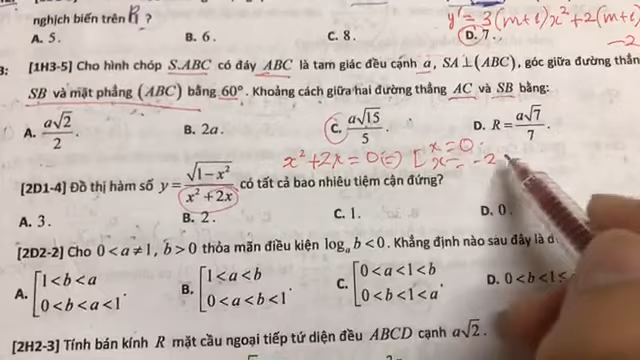 nghịch biến trên ℝ ?
y' = 3(m+1)x² + 2(m+1)
A. 5. B. 6. C. 8. D. 7. -2
3: [1H3-5] Cho hình chóp S.ABC có đáy ABC là tam giác đều cạnh a, SA ⊥ (ABC), góc giữa đường thẳn
SB và mặt phẳng (ABC) bằng 60°. Khoảng cách giữa hai đường thẳng AC và SB bằng:
A. a√2/2. B. 2a. C. a√15/5. D. R = a√7/7.
x² + 2x = 0 ⇔ [x = 0; x = -2
[2D1-4] Đồ thị hàm số y = √(1-x²)/(x²+2x) có tất cả bao nhiêu tiệm cận đứng?
A. 3. B. 2. C. 1. D. 0.
[2D2-2] Cho 0 < a ≠ 1, b > 0 thỏa mãn điều kiện logₐ b < 0. Khẳng định nào sau đây là
A. [1 < b < a; 0 < b < a < 1. B. [1 < a < b; 0 < a < b < 1. C. [0 < a < 1 < b; 0 < b < 1 < a. D. 0 < b < 1
[2H2-3] Tính bán kính R mặt cầu ngoại tiếp tứ diện đều ABCD cạnh a√2.